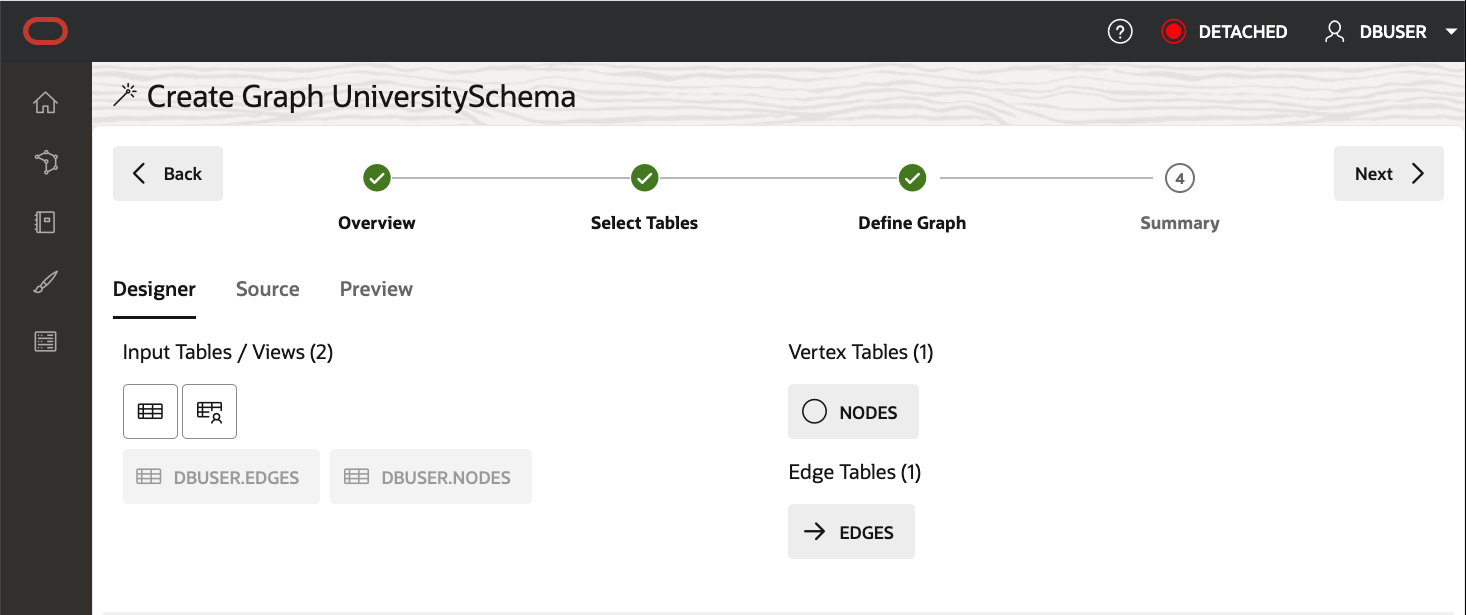 ? DETACHED DBUSER
Create Graph UniversitySchema
Back
Next
4
Overview Select Tables Define Graph Summary
Designer Source Preview
Input Tables / Views (2)
Vertex Tables (1)
NODES
DBUSER.EDGES DBUSER.NODES
Edge Tables (1)
EDGES